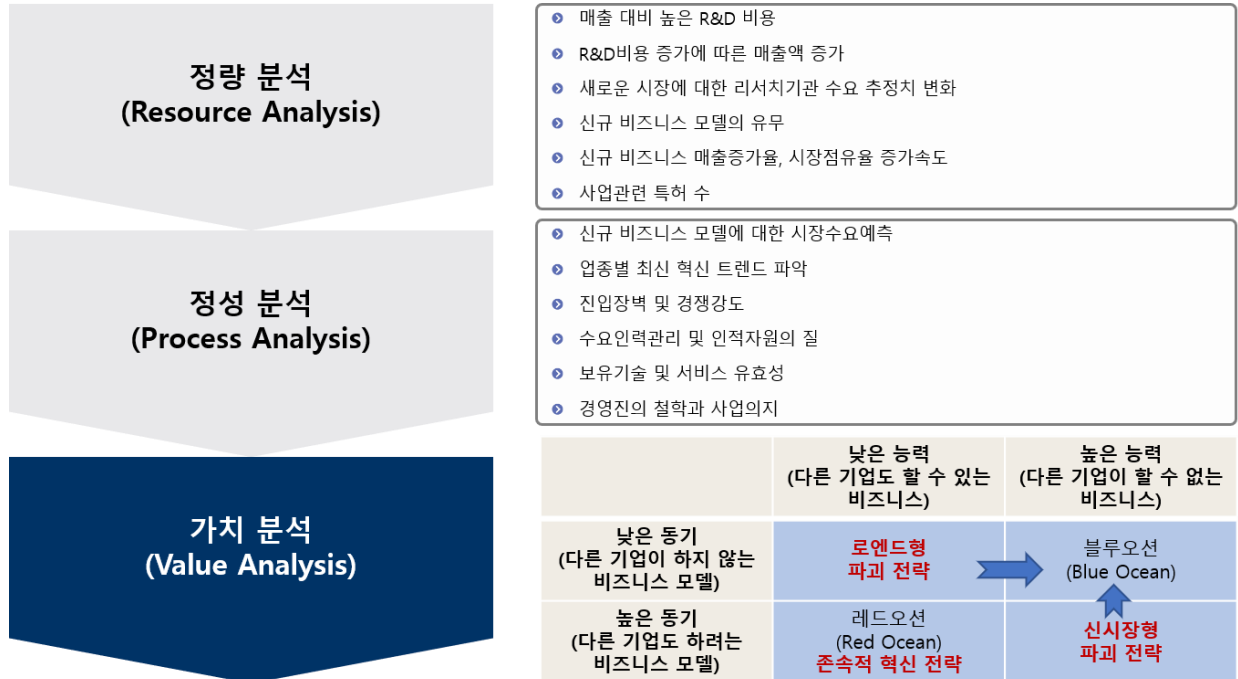 정량 분석
(Resource Analysis)
매출 대비 높은 R&D 비용
R&D비용 증가에 따른 매출액 증가
새로운 시장에 대한 리서치기관 수요 추정치 변화
신규 비즈니스 모델의 유무
신규 비즈니스 매출증가율, 시장점유율 증가속도
사업관련 특허 수
정성 분석
(Process Analysis)
신규 비즈니스 모델에 대한 시장수요예측
업종별 최신 혁신 트렌드 파악
진입장벽 및 경쟁강도
수요인력관리 및 인적자원의 질
보유기술 및 서비스 유효성
경영진의 철학과 사업의지
가치 분석
(Value Analysis)
낮은 능력
(다른 기업도 할 수 있는
비즈니스)
높은 능력
(다른 기업이 할 수 없는
비즈니스)
낮은 동기
(다른 기업이 하지 않는
비즈니스 모델)
로엔드형
파괴 전략
블루오션
(Blue Ocean)
높은 동기
(다른 기업도 하려는
비즈니스 모델)
레드오션
(Red Ocean)
존속적 혁신 전략
신시장형
파괴 전략